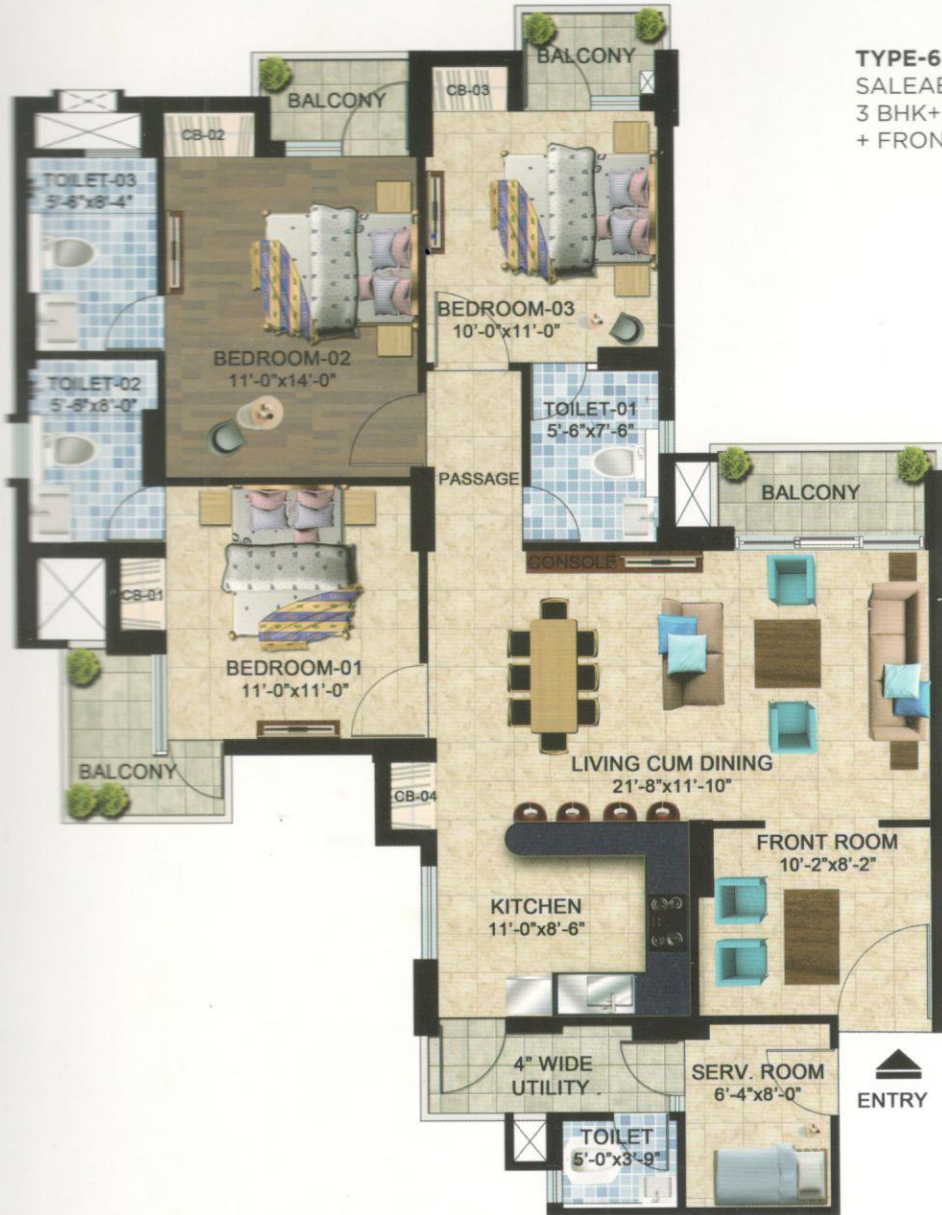 TYPE-6
3 BHK+
BALCONY
BALCONY
CB-03
CB-02
TOILET-03
5'-6"x8'-4"
BEDROOM-03
10'-0"x11'-0"
BEDROOM-02
11'-0"x14'-0"
TOILET-02
5'-6"x8'-0"
TOILET-01
5'-6"x7'-6"
PASSAGE
BALCONY
CONSOLE
CB-01
BEDROOM-01
11'-0"x11'-0"
BALCONY
CB-04
LIVING CUM DINING
21'-8"x11'-10"
FRONT ROOM
10'-2"x8'-2"
KITCHEN
11'-0"x8'-6"
4" WIDE
UTILITY
SERV. ROOM
6'-4"x8'-0"
ENTRY
TOILET
5'-0"x3'-9"